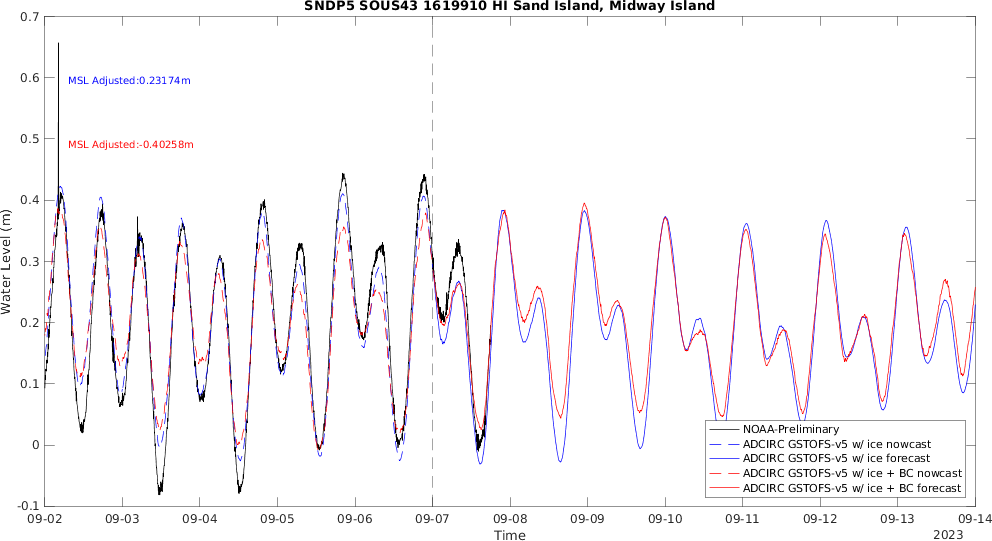 SNDP5 SOUS43 1619910 HI Sand Island, Midway Island
0.7
0.6
0.5
0.4
0.3
0.2
0.1
0
-0.1
Water Level (m)
MSL Adjusted:0.23174m
MSL Adjusted:-0.40258m
NOAA-Preliminary
ADCIRC GSTOFS-v5 w/ ice nowcast
ADCIRC GSTOFS-v5 w/ ice forecast
ADCIRC GSTOFS-v5 w/ ice + BC nowcast
ADCIRC GSTOFS-v5 w/ ice + BC forecast
09-02 09-03 09-04 09-05 09-06 09-07 09-08 09-09 09-10 09-11 09-12 09-13 09-14
Time
2023